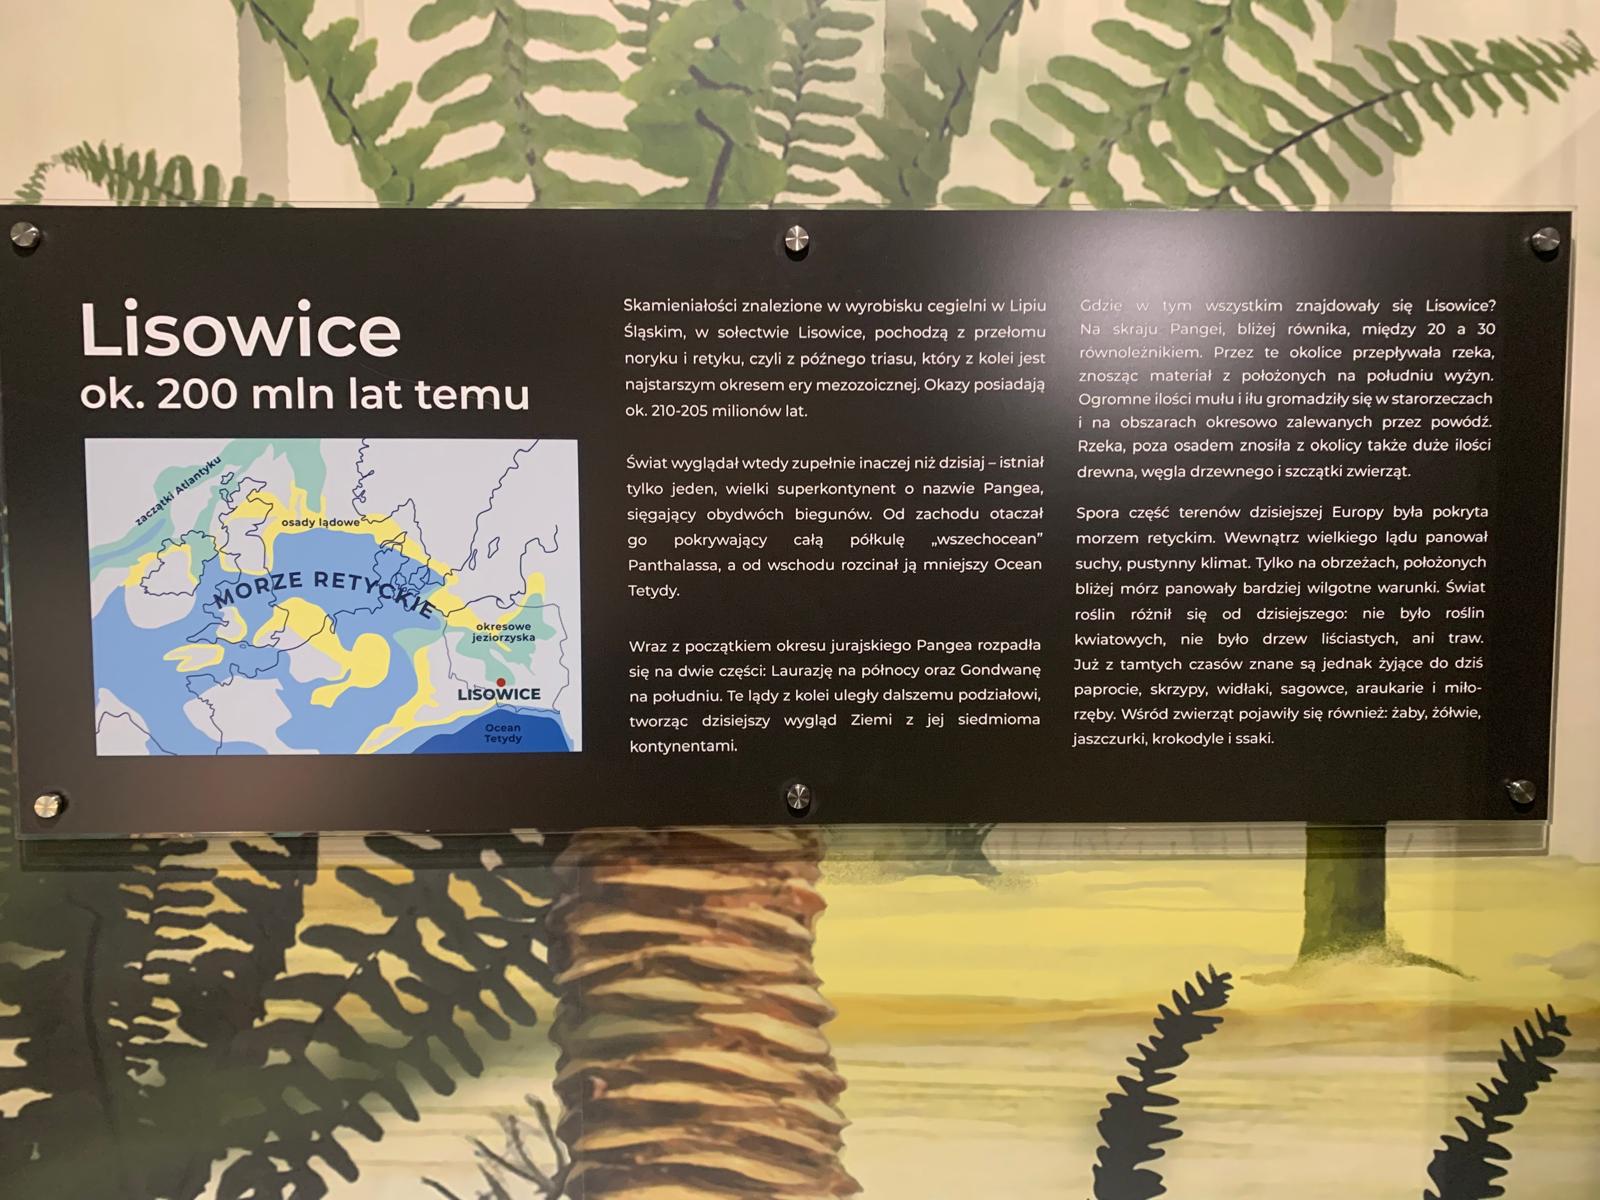 Lisowice
ok. 200 mln lat temu
zaczątki Atlantyku
osady lądowe
MORZE RETYCKIE
okresowe
jeziorzyska
LISOWICE
Ocean
Tetydy
Skamieniałości znalezione w wyrobisku cegielni w Lipiu
Śląskim, w sołectwie Lisowice, pochodzą z przełomu
noryku i retyku, czyli z późnego triasu, który z kolei jest
najstarszym okresem ery mezozoicznej. Okazy posiadają
ok. 210-205 milionów lat.
Świat wyglądał wtedy zupełnie inaczej niż dzisiaj – istniał
tylko jeden, wielki superkontynent o nazwie Pangea,
sięgający obydwóch biegunów. Od zachodu otaczał
go pokrywający całą półkulę „wszechocean”
Panthalassa, a od wschodu rozcinał ją mniejszy Ocean
Tetydy.
Wraz z początkiem okresu jurajskiego Pangea rozpadła
się na dwie części: Laurazję na północy oraz Gondwanę
na południu. Te lądy z kolei uległy dalszemu podziałowi,
tworząc dzisiejszy wygląd Ziemi z jej siedmioma
kontynentami.
Gdzie w tym wszystkim znajdowały się Lisowice?
Na skraju Pangei, bliżej równika, między 20 a 30
równoleżnikiem. Przez te okolice przepływała rzeka,
znosząc materiał z położonych na południu wyżyn.
Ogromne ilości mułu i iłu gromadziły się w starorzeczach
i na obszarach okresowo zalewanych przez powódź.
Rzeka, poza osadem znosiła z okolicy także duże ilości
drewna, węgla drzewnego i szczątki zwierząt.
Spora część terenów dzisiejszej Europy była pokryta
morzem retyckim. Wewnątrz wielkiego lądu panował
suchy, pustynny klimat. Tylko na obrzeżach, położonych
bliżej mórz panowały bardziej wilgotne warunki. Świat
roślin różnił się od dzisiejszego: nie było roślin
kwiatowych, nie było drzew liściastych, ani traw.
Już z tamtych czasów znane są jednak żyjące do dziś
paprocie, skrzypy, widłaki, sagowce, araukarie i miło-
rzęby. Wśród zwierząt pojawiły się również: żaby, żółwie,
jaszczurki, krokodyle i ssaki.